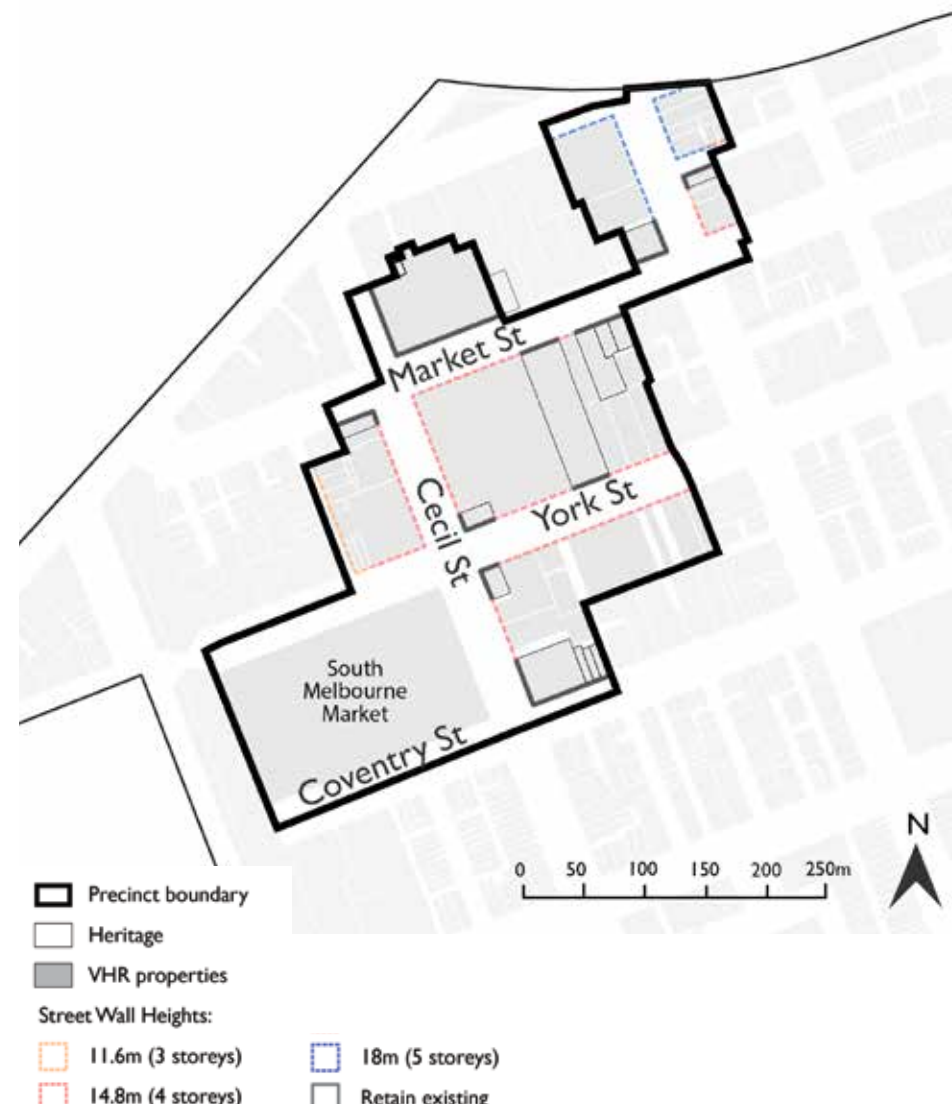 Market St
Cecil St
York St
South
Melbourne
Market
Coventry St
N
0 50 100 150 200 250m
Precinct boundary
Heritage
VHR properties
Street Wall Heights:
11.6m (3 storeys)
18m (5 storeys)
14.8m (4 storeys)
Retain existing